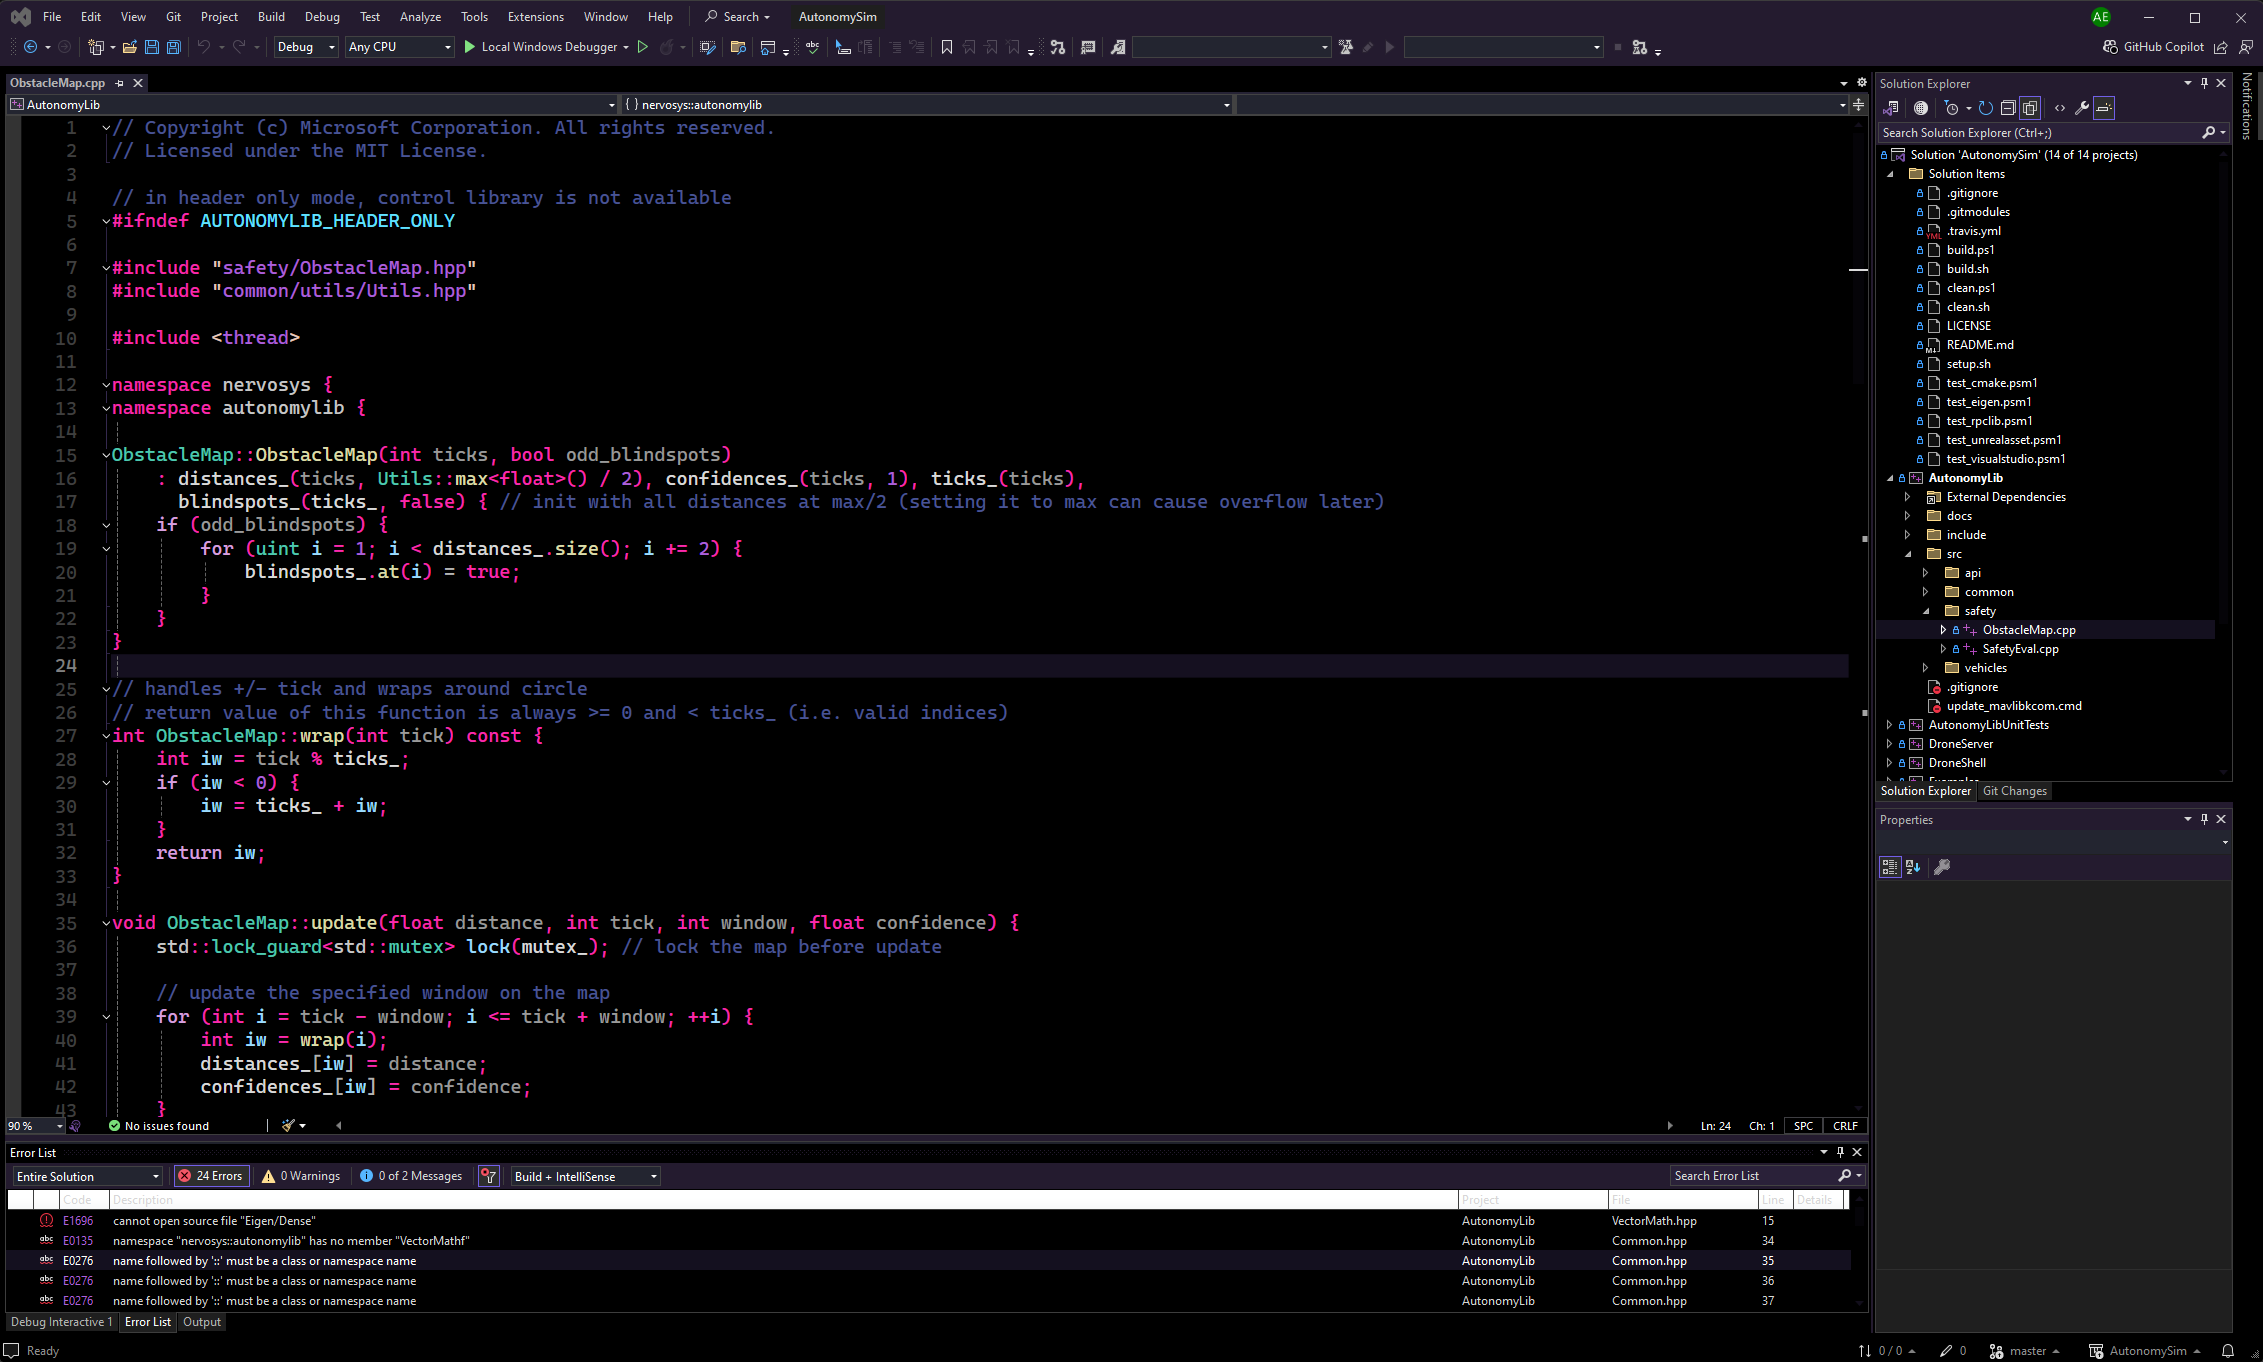 File Edit View Git Project Build Debug Test Analyze Tools Extensions Window Help Search AutonomySim AE
Debug Any CPU Local Windows Debugger abc GitHub Copilot
ObstacleMap.cpp
AutonomyLib { } nervosys::autonomylib
1 // Copyright (c) Microsoft Corporation. All rights reserved.
2 // Licensed under the MIT License.
3
4 // in header only mode, control library is not available
5 #ifndef AUTONOMYLIB_HEADER_ONLY
6
7 #include "safety/ObstacleMap.hpp"
8 #include "common/utils/Utils.hpp"
9
10 #include <thread>
11
12 namespace nervosys {
13 namespace autonomylib {
14
15 ObstacleMap::ObstacleMap(int ticks, bool odd_blindspots)
16 : distances_(ticks, Utils::max<float>() / 2), confidences_(ticks, 1), ticks_(ticks),
17 blindspots_(ticks_, false) { // init with all distances at max/2 (setting it to max can cause overflow later)
18 if (odd_blindspots) {
19 for (uint i = 1; i < distances_.size(); i += 2) {
20 blindspots_.at(i) = true;
21 }
22 }
23 }
24
25 // handles +/- tick and wraps around circle
26 // return value of this function is always >= 0 and < ticks_ (i.e. valid indices)
27 int ObstacleMap::wrap(int tick) const {
28 int iw = tick % ticks_;
29 if (iw < 0) {
30 iw = ticks_ + iw;
31 }
32 return iw;
33 }
34
35 void ObstacleMap::update(float distance, int tick, int window, float confidence) {
36 std::lock_guard<std::mutex> lock(mutex_); // lock the map before update
37
38 // update the specified window on the map
39 for (int i = tick - window; i <= tick + window; ++i) {
40 int iw = wrap(i);
41 distances_[iw] = distance;
42 confidences_[iw] = confidence;
43 }
90 % No issues found Ln: 24 Ch: 1 SPC CRLF
Error List
Entire Solution 24 Errors 0 Warnings 0 of 2 Messages Build + IntelliSense Search Error List
Code Description Project File Line Details
E1696 cannot open source file "Eigen/Dense" AutonomyLib VectorMath.hpp 15
abc E0135 namespace "nervosys::autonomylib" has no member "VectorMathf" AutonomyLib Common.hpp 34
abc E0276 name followed by '::' must be a class or namespace name AutonomyLib Common.hpp 35
abc E0276 name followed by '::' must be a class or namespace name AutonomyLib Common.hpp 36
abc E0276 name followed by '::' must be a class or namespace name AutonomyLib Common.hpp 37
Debug Interactive 1 Error List Output
Solution Explorer
Search Solution Explorer (Ctrl+;)
Solution 'AutonomySim' (14 of 14 projects)
Solution Items
.gitignore
.gitmodules
YML .travis.yml
build.ps1
build.sh
clean.ps1
clean.sh
LICENSE
README.md
setup.sh
test_cmake.psm1
test_eigen.psm1
test_rpclib.psm1
test_unrealasset.psm1
test_visualstudio.psm1
AutonomyLib
External Dependencies
docs
include
src
api
common
safety
ObstacleMap.cpp
SafetyEval.cpp
vehicles
.gitignore
update_mavlibkcom.cmd
AutonomyLibUnitTests
DroneServer
DroneShell
Examples
Solution Explorer Git Changes
Properties
Notifications
Ready 0 / 0 0 master AutonomySim